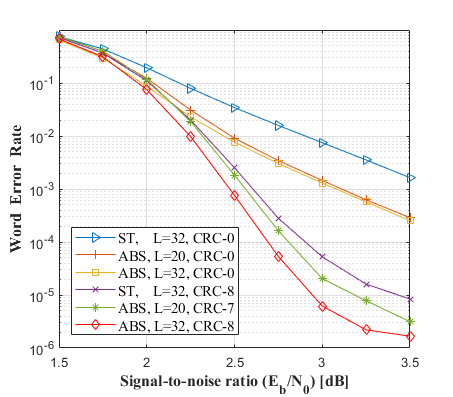 10^-1
10^-2
10^-3
10^-4
10^-5
10^-6
Word Error Rate
ST, L=32, CRC-0
ABS, L=20, CRC-0
ABS, L=32, CRC-0
ST, L=32, CRC-8
ABS, L=20, CRC-7
ABS, L=32, CRC-8
1.5 2 2.5 3 3.5
Signal-to-noise ratio (E_b/N_0) [dB]